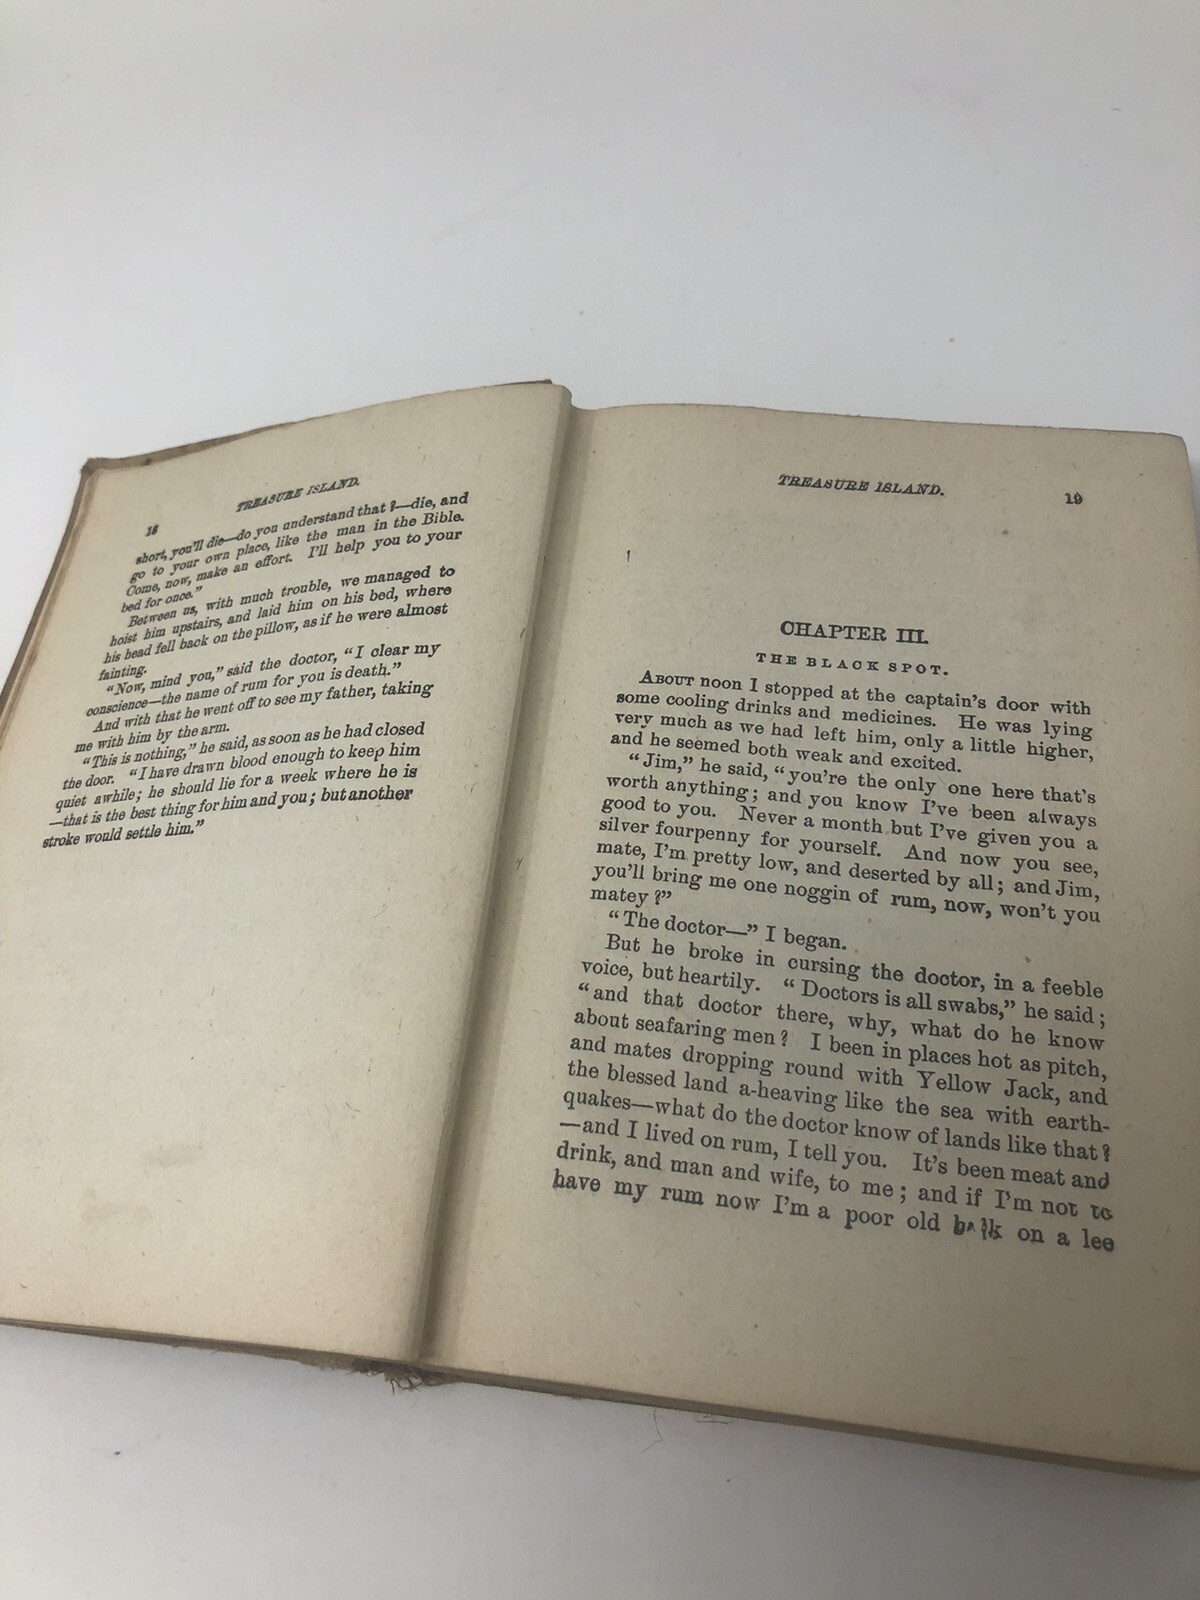 18
TREASURE ISLAND.
short, you'll die—do you understand that?—die, and
go to your own place, like the man in the Bible.
Come, now, make an effort. I'll help you to your
bed for once."
Between us, with much trouble, we managed to
hoist him upstairs, and laid him on his bed, where
his head fell back on the pillow, as if he were almost
fainting.
"Now, mind you," said the doctor, "I clear my
conscience—the name of rum for you is death."
And with that he went off to see my father, taking
me with him by the arm.
"This is nothing," he said, as soon as he had closed
the door. "I have drawn blood enough to keep him
quiet awhile; he should lie for a week where he is
—that is the best thing for him and you; but another
stroke would settle him."
TREASURE ISLAND.
19
CHAPTER III.
THE BLACK SPOT.
ABOUT noon I stopped at the captain's door with
some cooling drinks and medicines. He was lying
very much as we had left him, only a little higher,
and he seemed both weak and excited.
"Jim," he said, "you're the only one here that's
worth anything; and you know I've been always
good to you. Never a month but I've given you a
silver fourpenny for yourself. And now you see,
mate, I'm pretty low, and deserted by all; and Jim,
you'll bring me one noggin of rum, now, won't you
matey?"
"The doctor—" I began.
But he broke in cursing the doctor, in a feeble
voice, but heartily. "Doctors is all swabs," he said;
"and that doctor there, why, what do he know
about seafaring men? I been in places hot as pitch,
and mates dropping round with Yellow Jack, and
the blessed land a-heaving like the sea with earth-
quakes—what do the doctor know of lands like that?
—and I lived on rum, I tell you. It's been meat and
drink, and man and wife, to me; and if I'm not to
have my rum now I'm a poor old on a lee